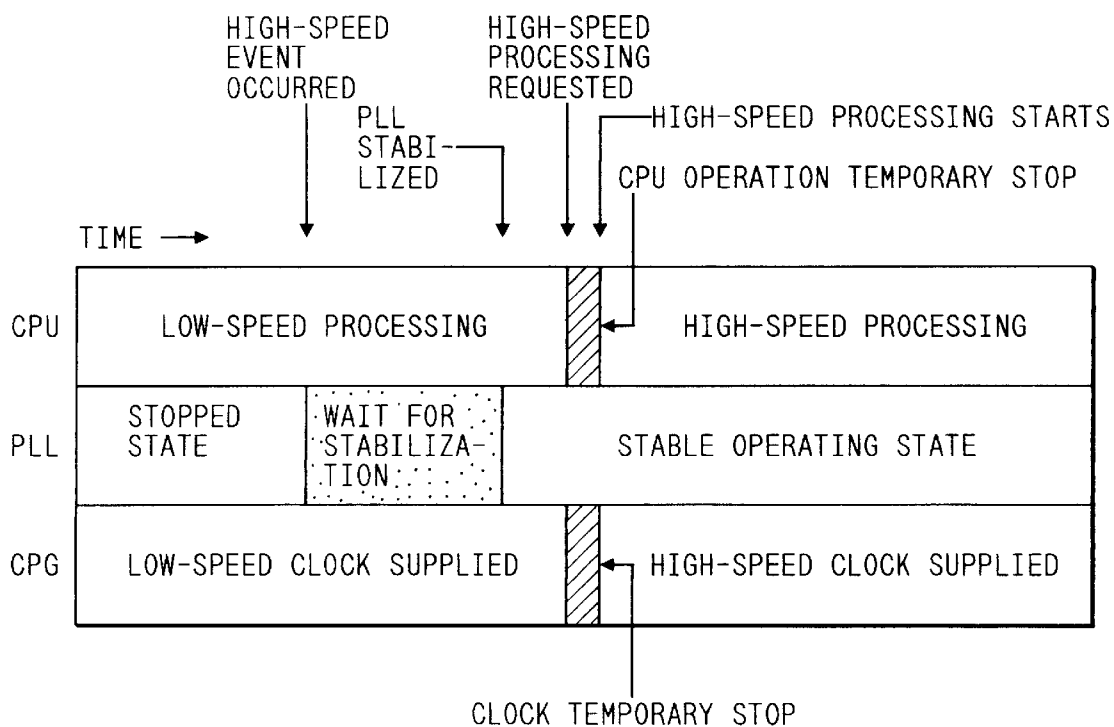 HIGH-SPEED
EVENT
OCCURRED
HIGH-SPEED
PROCESSING
REQUESTED
PLL
STABI-
LIZED
HIGH-SPEED PROCESSING STARTS
CPU OPERATION TEMPORARY STOP
TIME
CPU
LOW-SPEED PROCESSING
HIGH-SPEED PROCESSING
PLL
STOPPED
STATE
WAIT FOR
STABILIZA-
TION
STABLE OPERATING STATE
CPG
LOW-SPEED CLOCK SUPPLIED
HIGH-SPEED CLOCK SUPPLIED
CLOCK TEMPORARY STOP